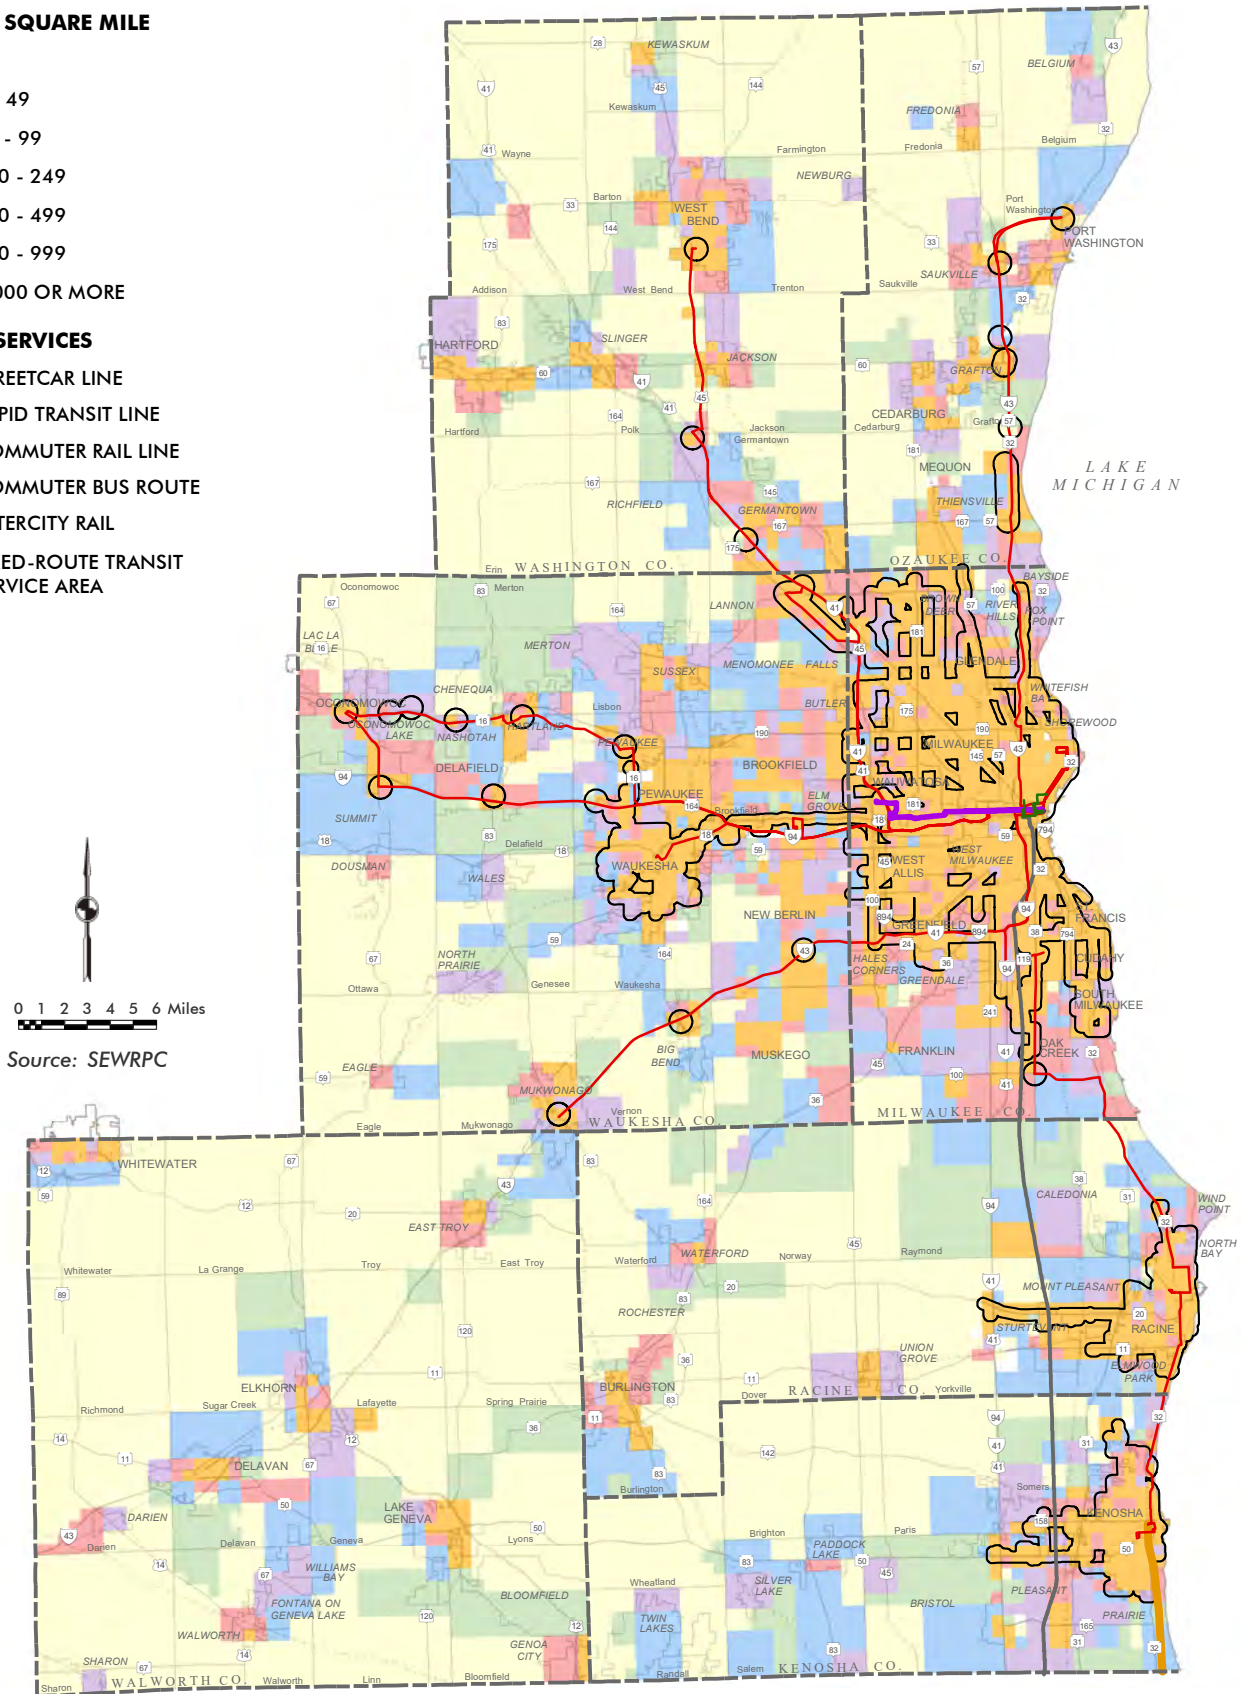 SQUARE MILE
49
- 99
0 - 249
0 - 499
0 - 999
000 OR MORE
SERVICES
REETCAR LINE
PID TRANSIT LINE
OMMUTER RAIL LINE
OMMUTER BUS ROUTE
TERCITY RAIL
ED-ROUTE TRANSIT
RVICE AREA
0 1 2 3 4 5 6 Miles
Source: SEWRPC
KEWASKUM
Kewaskum
Wayne
Farmington
NEWBURG
Barton
WEST
BEND
Addison
West Bend
Trenton
HARTFORD
SLINGER
JACKSON
Hartford
Polk
Jackson
Germantown
RICHFIELD
GERMANTOWN
Erin
WASHINGTON CO.
BELGIUM
FREDONIA
Fredonia
Belgium
Port
Washington
PORT
WASHINGTON
SAUKVILLE
Saukville
GRAFTON
CEDARBURG
Cedarburg
MEQUON
THIENSVILLE
OZAUKEE CO.
LAKE
MICHIGAN
Oconomowoc
Merton
LANNON
LAC LA
MERTON
SUSSEX
MENOMONEE FALLS
CHENEQUA
Lisbon
BUTLER
OCONOMOWOC
OCONOMOWOC
LAKE
NASHOTAH
HARTLAND
PEWAUKEE
DELAFIELD
BROOKFIELD
PEWAUKEE
Brookfield
ELM
GROVE
SUMMIT
Delafield
DOUSMAN
WALES
WAUKESHA
NEW BERLIN
NORTH
PRAIRIE
Ottawa
Genesee
Waukesha
BIG
BEND
MUSKEGO
EAGLE
MUKWONAGO
Vernon
Eagle
Mukwonago
WAUKESHA CO.
BAYSIDE
BROWN
DEER
RIVER
HILLS
FOX
POINT
GLENDALE
WHITEFISH
BAY
SHOREWOOD
MILWAUKEE
WAUWATOSA
WEST
MILWAUKEE
WEST
ALLIS
ST.
FRANCIS
GREENFIELD
HALES
CORNERS
GREENDALE
CUDAHY
SOUTH
MILWAUKEE
FRANKLIN
OAK
CREEK
MILWAUKEE CO.
WHITEWATER
EAST TROY
Whitewater
La Grange
Troy
East Troy
ELKHORN
Richmond
Sugar Creek
Lafayette
Spring Prairie
DELAVAN
DARIEN
Darien
Delavan
LAKE
GENEVA
Geneva
Lyons
WILLIAMS
BAY
FONTANA ON
GENEVA LAKE
BLOOMFIELD
WALWORTH
GENOA
CITY
SHARON
Sharon
WALWORTH CO.
Walworth
Linn
Bloomfield
CALEDONIA
WIND
POINT
NORTH
BAY
Waterford
WATERFORD
Norway
Raymond
ROCHESTER
MOUNT PLEASANT
STURTEVANT
RACINE
UNION
GROVE
ELMWOOD
PARK
BURLINGTON
Dover
RACINE CO.
Yorkville
Burlington
Somers
KENOSHA
Brighton
Paris
PADDOCK
LAKE
SILVER
LAKE
Wheatland
TWIN
LAKES
BRISTOL
PLEASANT
PRAIRIE
Randall
Salem
KENOSHA CO.